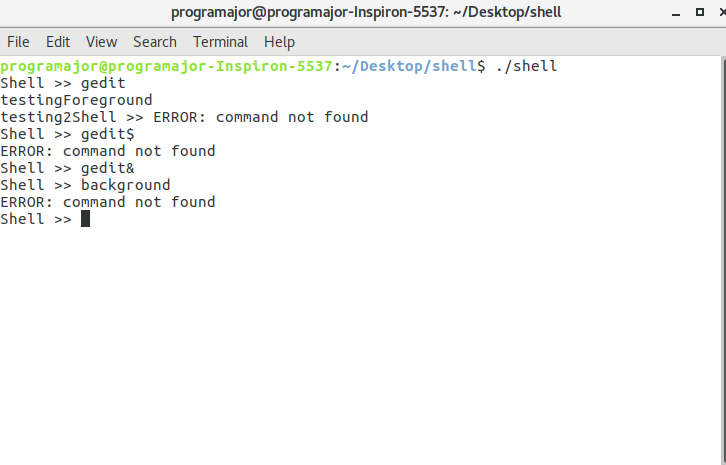 programajor@programajor-Inspiron-5537: ~/Desktop/shell
File Edit View Search Terminal Help
programajor@programajor-Inspiron-5537:~/Desktop/shell$ ./shell
Shell >> gedit
testingForeground
testing2Shell >> ERROR: command not found
Shell >> gedit$
ERROR: command not found
Shell >> gedit&
Shell >> background
ERROR: command not found
Shell >>